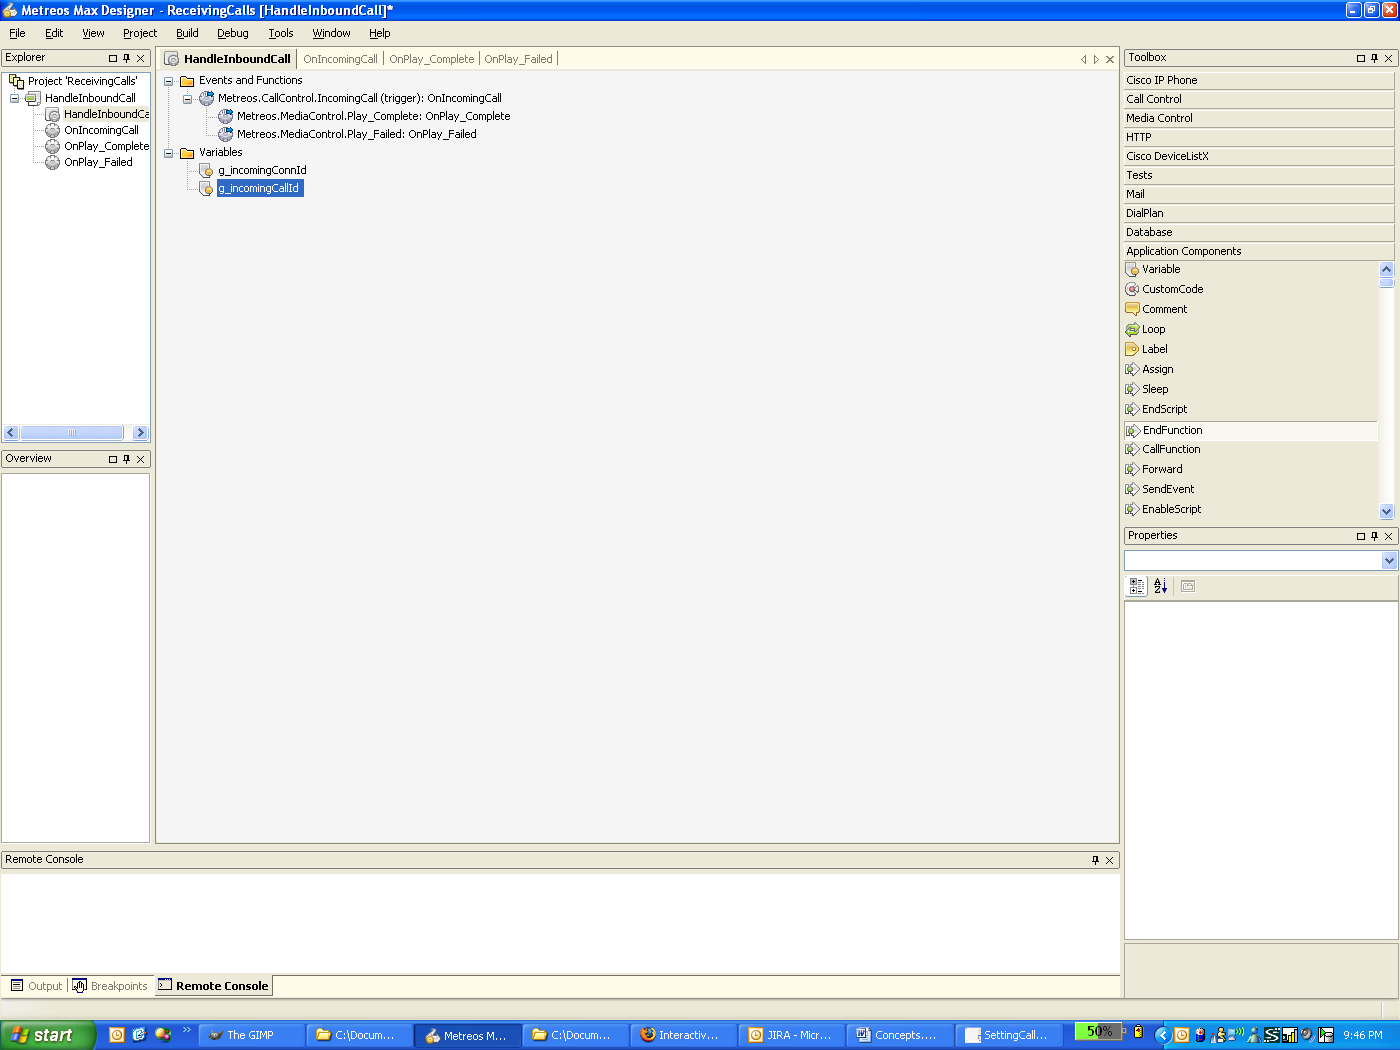 Metreos Max Designer - ReceivingCalls [HandleInboundCall]*
File Edit View Project Build Debug Tools Window Help
Explorer
Project 'ReceivingCalls'
HandleInboundCall
HandleInboundCa
OnIncomingCall
OnPlay_Complete
OnPlay_Failed
Overview
HandleInboundCall OnIncomingCall OnPlay_Complete OnPlay_Failed
Events and Functions
Metreos.CallControl.IncomingCall (trigger): OnIncomingCall
Metreos.MediaControl.Play_Complete: OnPlay_Complete
Metreos.MediaControl.Play_Failed: OnPlay_Failed
Variables
g_incomingConnId
g_incomingCallId
Toolbox
Cisco IP Phone
Call Control
Media Control
HTTP
Cisco DeviceListX
Tests
Mail
DialPlan
Database
Application Components
Variable
CustomCode
Comment
Loop
Label
Assign
Sleep
EndScript
EndFunction
CallFunction
Forward
SendEvent
EnableScript
Properties
Remote Console
Output Breakpoints Remote Console
start The GIMP C:\Docum... Metreos M... C:\Docum... Interactiv... JIRA - Micr... Concepts.... SettingCall... 50% 9:46 PM